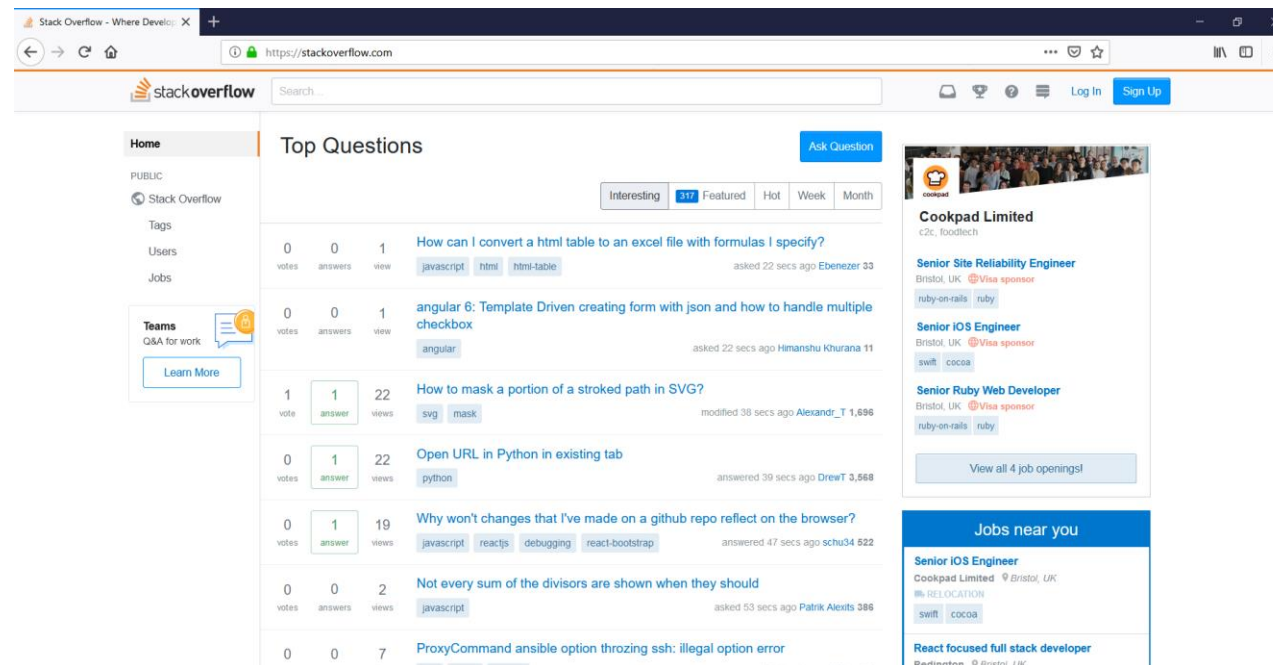 Stack Overflow - Where Develop
https://stackoverflow.com
stackoverflow
Search...
Log In
Sign Up
Home
PUBLIC
Stack Overflow
Tags
Users
Jobs
Teams
Q&A for work
Learn More
Top Questions
Ask Question
Interesting 317 Featured Hot Week Month
0 0 1
votes answers view
How can I convert a html table to an excel file with formulas I specify?
javascript html html-table
asked 22 secs ago Ebenezer 33
0 0 1
votes answers view
angular 6: Template Driven creating form with json and how to handle multiple
checkbox
angular
asked 22 secs ago Himanshu Khurana 11
1 1 22
vote answer views
How to mask a portion of a stroked path in SVG?
svg mask
modified 38 secs ago Alexandr_T 1,696
0 1 22
votes answer views
Open URL in Python in existing tab
python
answered 39 secs ago DrewT 3,568
0 1 19
votes answer views
Why won't changes that I've made on a github repo reflect on the browser?
javascript reactjs debugging react-bootstrap
answered 47 secs ago schu34 522
0 0 2
votes answers views
Not every sum of the divisors are shown when they should
javascript
asked 53 secs ago Patrik Alexits 386
0 0 7
ProxyCommand ansible option throzing ssh: illegal option error
cookpad
Cookpad Limited
c2c, foodtech
Senior Site Reliability Engineer
Bristol, UK Visa sponsor
ruby-on-rails ruby
Senior iOS Engineer
Bristol, UK Visa sponsor
swift cocoa
Senior Ruby Web Developer
Bristol, UK Visa sponsor
ruby-on-rails ruby
View all 4 job openings!
Jobs near you
Senior iOS Engineer
Cookpad Limited Bristol, UK
RELOCATION
swift cocoa
React focused full stack developer
Redington Bristol, UK